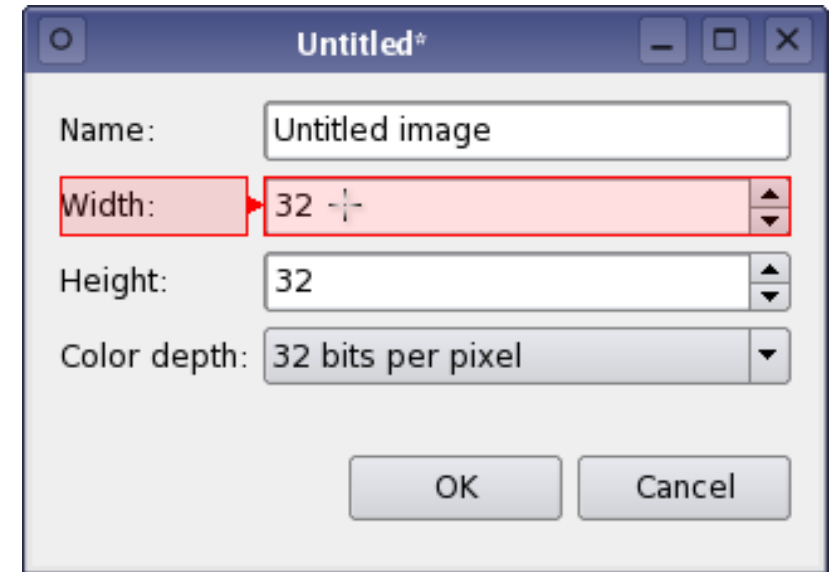 Untitled*
Name: Untitled image
Width: 32
Height: 32
Color depth: 32 bits per pixel
OK Cancel